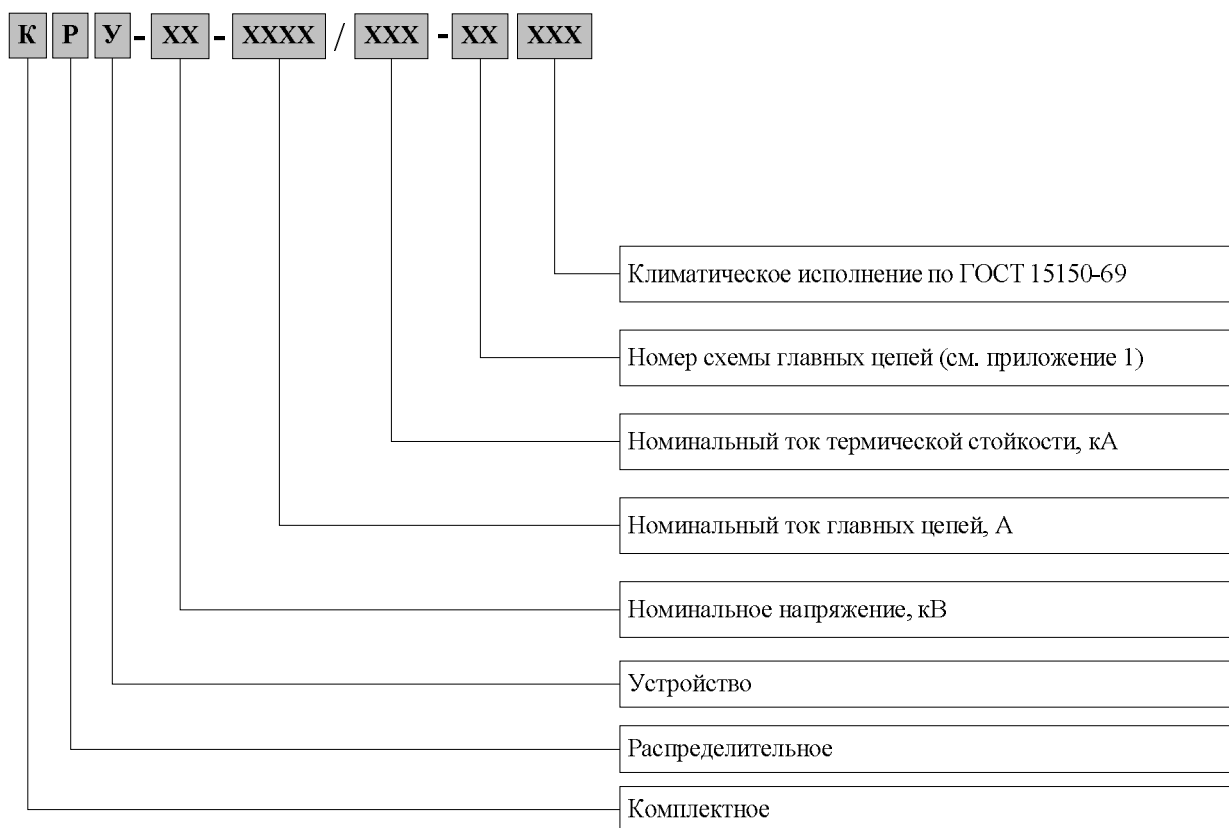 К Р У - XX - XXXX / XXX - XX XXX
Климатическое исполнение по ГОСТ 15150-69
Номер схемы главных цепей (см. приложение 1)
Номинальный ток термической стойкости, кА
Номинальный ток главных цепей, А
Номинальное напряжение, кВ
Устройство
Распределительное
Комплектное